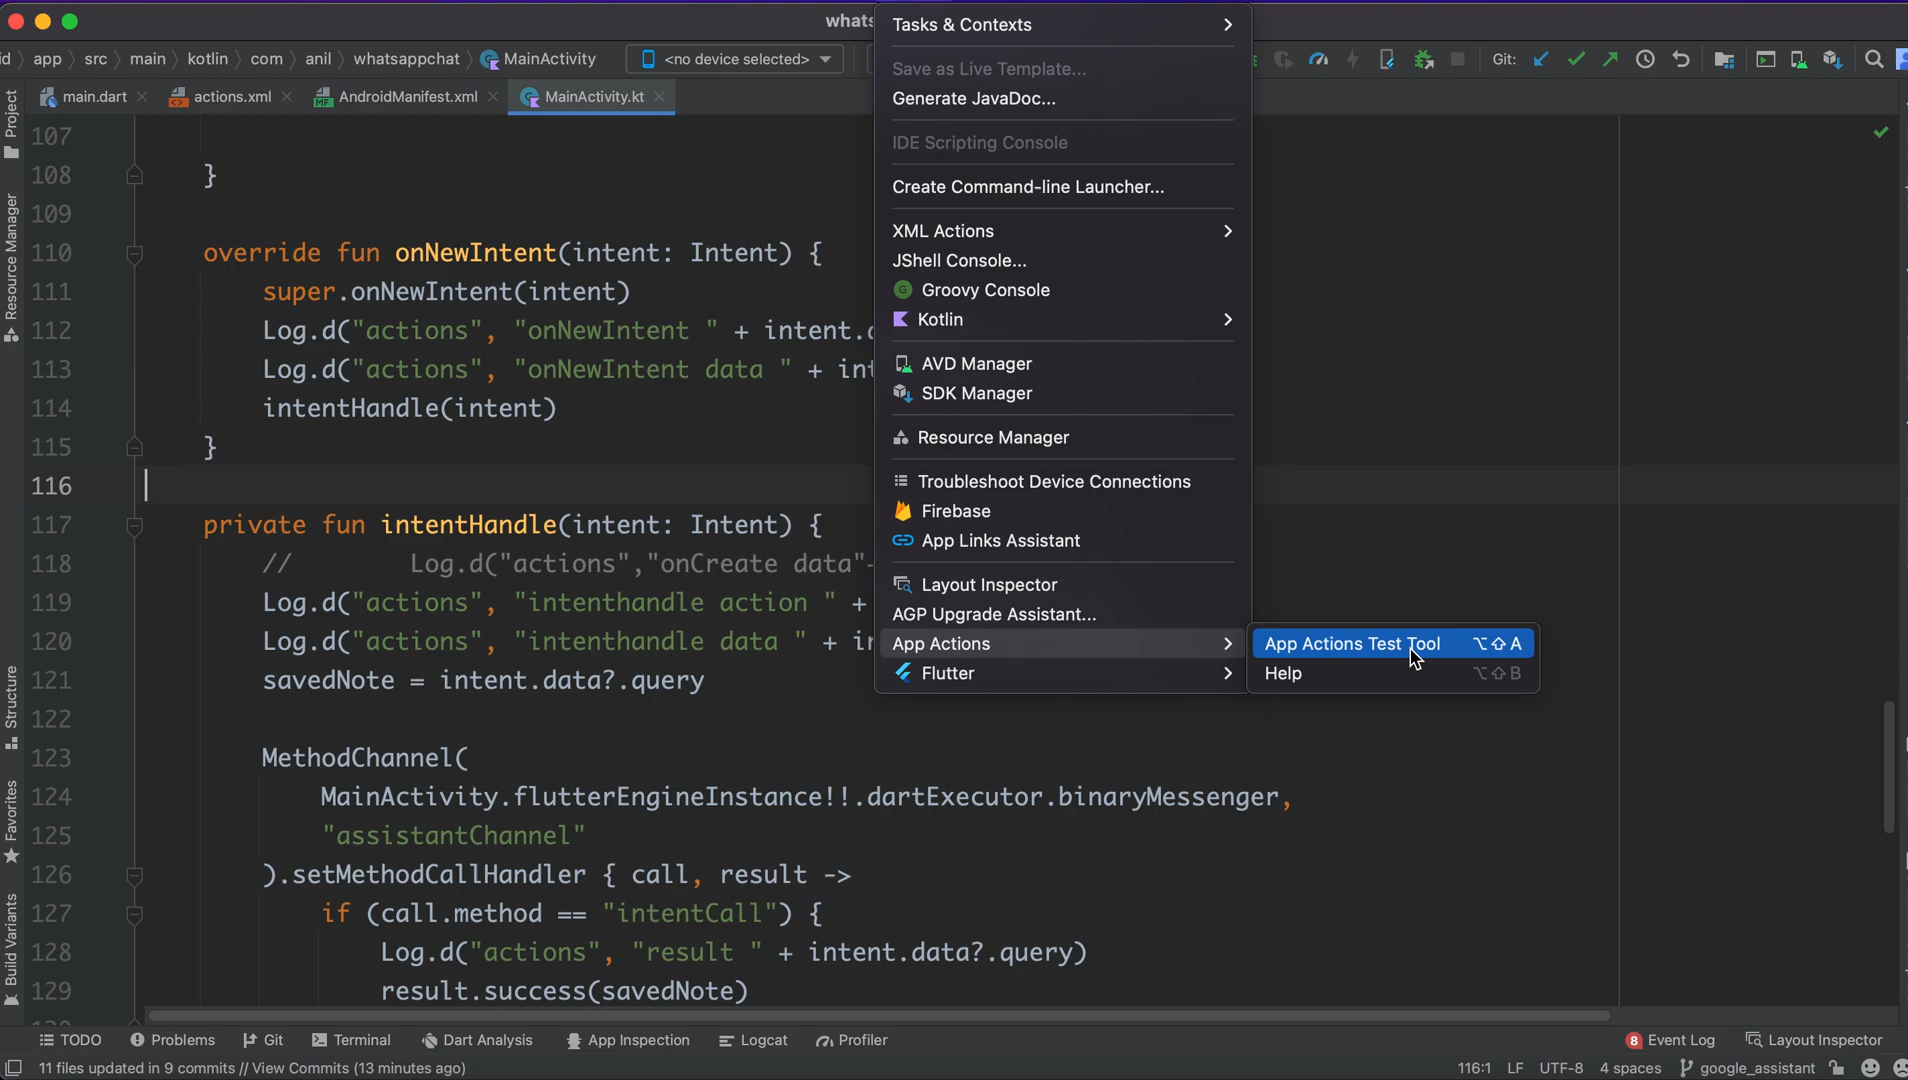 whats
id app src main kotlin com anil whatsappchat MainActivity <no device selected> Git:
main.dart actions.xml AndroidManifest.xml MainActivity.kt
107
108 }
109
110 override fun onNewIntent(intent: Intent) {
111 super.onNewIntent(intent)
112 Log.d("actions", "onNewIntent " + intent.
113 Log.d("actions", "onNewIntent data " + int
114 intentHandle(intent)
115 }
116
117 private fun intentHandle(intent: Intent) {
118 // Log.d("actions","onCreate data"
119 Log.d("actions", "intenthandle action " +
120 Log.d("actions", "intenthandle data " + in
121 savedNote = intent.data?.query
122
123 MethodChannel(
124 MainActivity.flutterEngineInstance!!.dartExecutor.binaryMessenger,
125 "assistantChannel"
126 ).setMethodCallHandler { call, result ->
127 if (call.method == "intentCall") {
128 Log.d("actions", "result " + intent.data?.query)
129 result.success(savedNote)
Tasks & Contexts
Save as Live Template...
Generate JavaDoc...
IDE Scripting Console
Create Command-line Launcher...
XML Actions
JShell Console...
G Groovy Console
Kotlin
AVD Manager
SDK Manager
Resource Manager
Troubleshoot Device Connections
Firebase
App Links Assistant
Layout Inspector
AGP Upgrade Assistant...
App Actions
Flutter
App Actions Test Tool ⌥⇧A
Help ⌥⇧B
Project
Resource Manager
Structure
Favorites
Build Variants
TODO Problems Git Terminal Dart Analysis App Inspection Logcat Profiler 8 Event Log Layout Inspector
11 files updated in 9 commits // View Commits (13 minutes ago) 116:1 LF UTF-8 4 spaces google_assistant